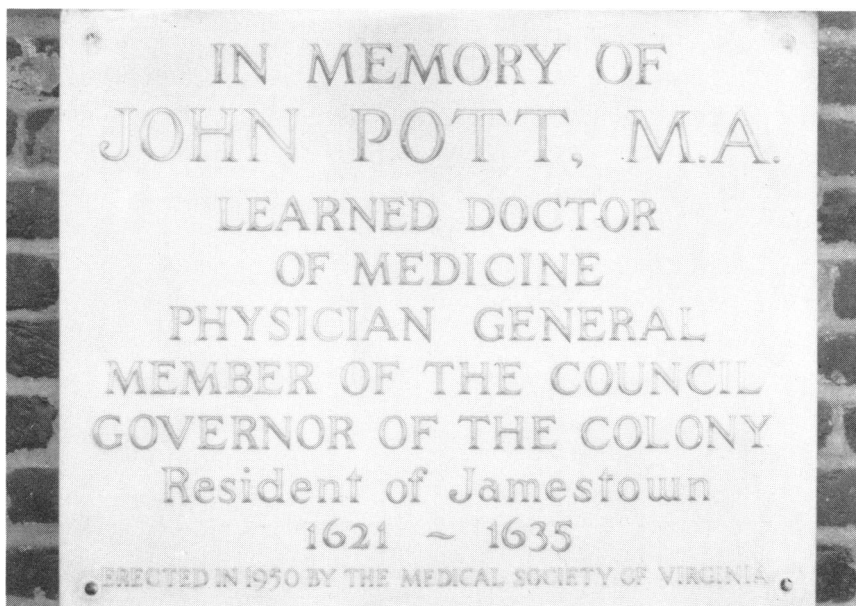 IN MEMORY OF
JOHN POTT, M.A.
LEARNED DOCTOR
OF MEDICINE
PHYSICIAN GENERAL
MEMBER OF THE COUNCIL
GOVERNOR OF THE COLONY
Resident of Jamestown
1621 ~ 1635
ERECTED IN 1950 BY THE MEDICAL SOCIETY OF VIRGINIA